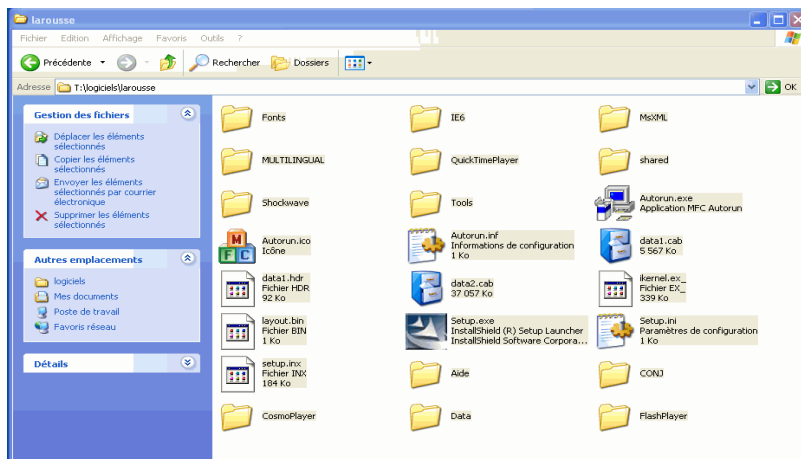 larousse
Fichier Edition Affichage Favoris Outils ?
Précédente Rechercher Dossiers
Adresse T:\logiciels\larousse OK
Gestion des fichiers
Déplacer les éléments
sélectionnés
Copier les éléments
sélectionnés
Envoyer les éléments
sélectionnés par courrier
électronique
Supprimer les éléments
sélectionnés
Autres emplacements
logiciels
Mes documents
Poste de travail
Favoris réseau
Détails
Fonts
IE6
MsXML
MULTILINGUAL
QuickTimePlayer
shared
Shockwave
Tools
Autorun.exe
Application MFC Autorun
Autorun.ico
Icône
Autorun.inf
Informations de configuration
1 Ko
data1.cab
5 567 Ko
data1.hdr
Fichier HDR
92 Ko
data2.cab
37 057 Ko
ikernel.ex_
Fichier EX_
339 Ko
layout.bin
Fichier BIN
1 Ko
Setup.exe
InstallShield (R) Setup Launcher
InstallShield Software Corpora...
Setup.ini
Paramètres de configuration
1 Ko
setup.inx
Fichier INX
184 Ko
Aide
CONJ
CosmoPlayer
Data
FlashPlayer